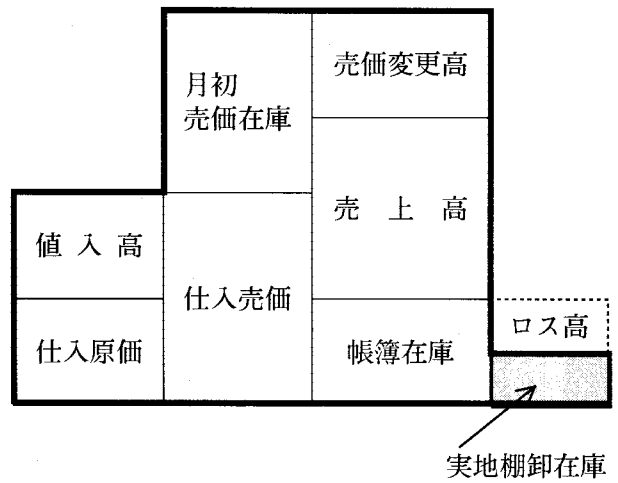 月初
売価在庫
売価変更高
値入高
仕入売価
売上高
仕入原価
帳簿在庫
ロス高
実地棚卸在庫